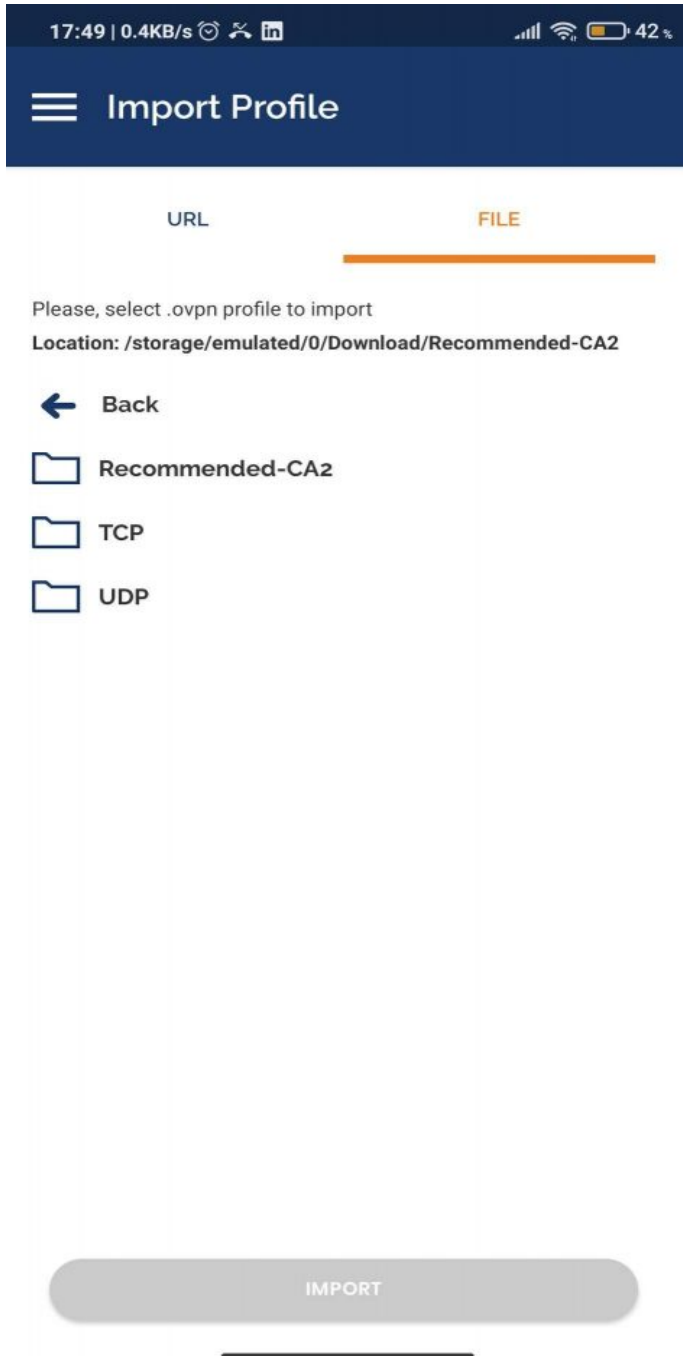 17:49 | 0.4KB/s in 42%
Import Profile
URL FILE
Please, select .ovpn profile to import
Location: /storage/emulated/0/Download/Recommended-CA2
Back
Recommended-CA2
TCP
UDP
IMPORT